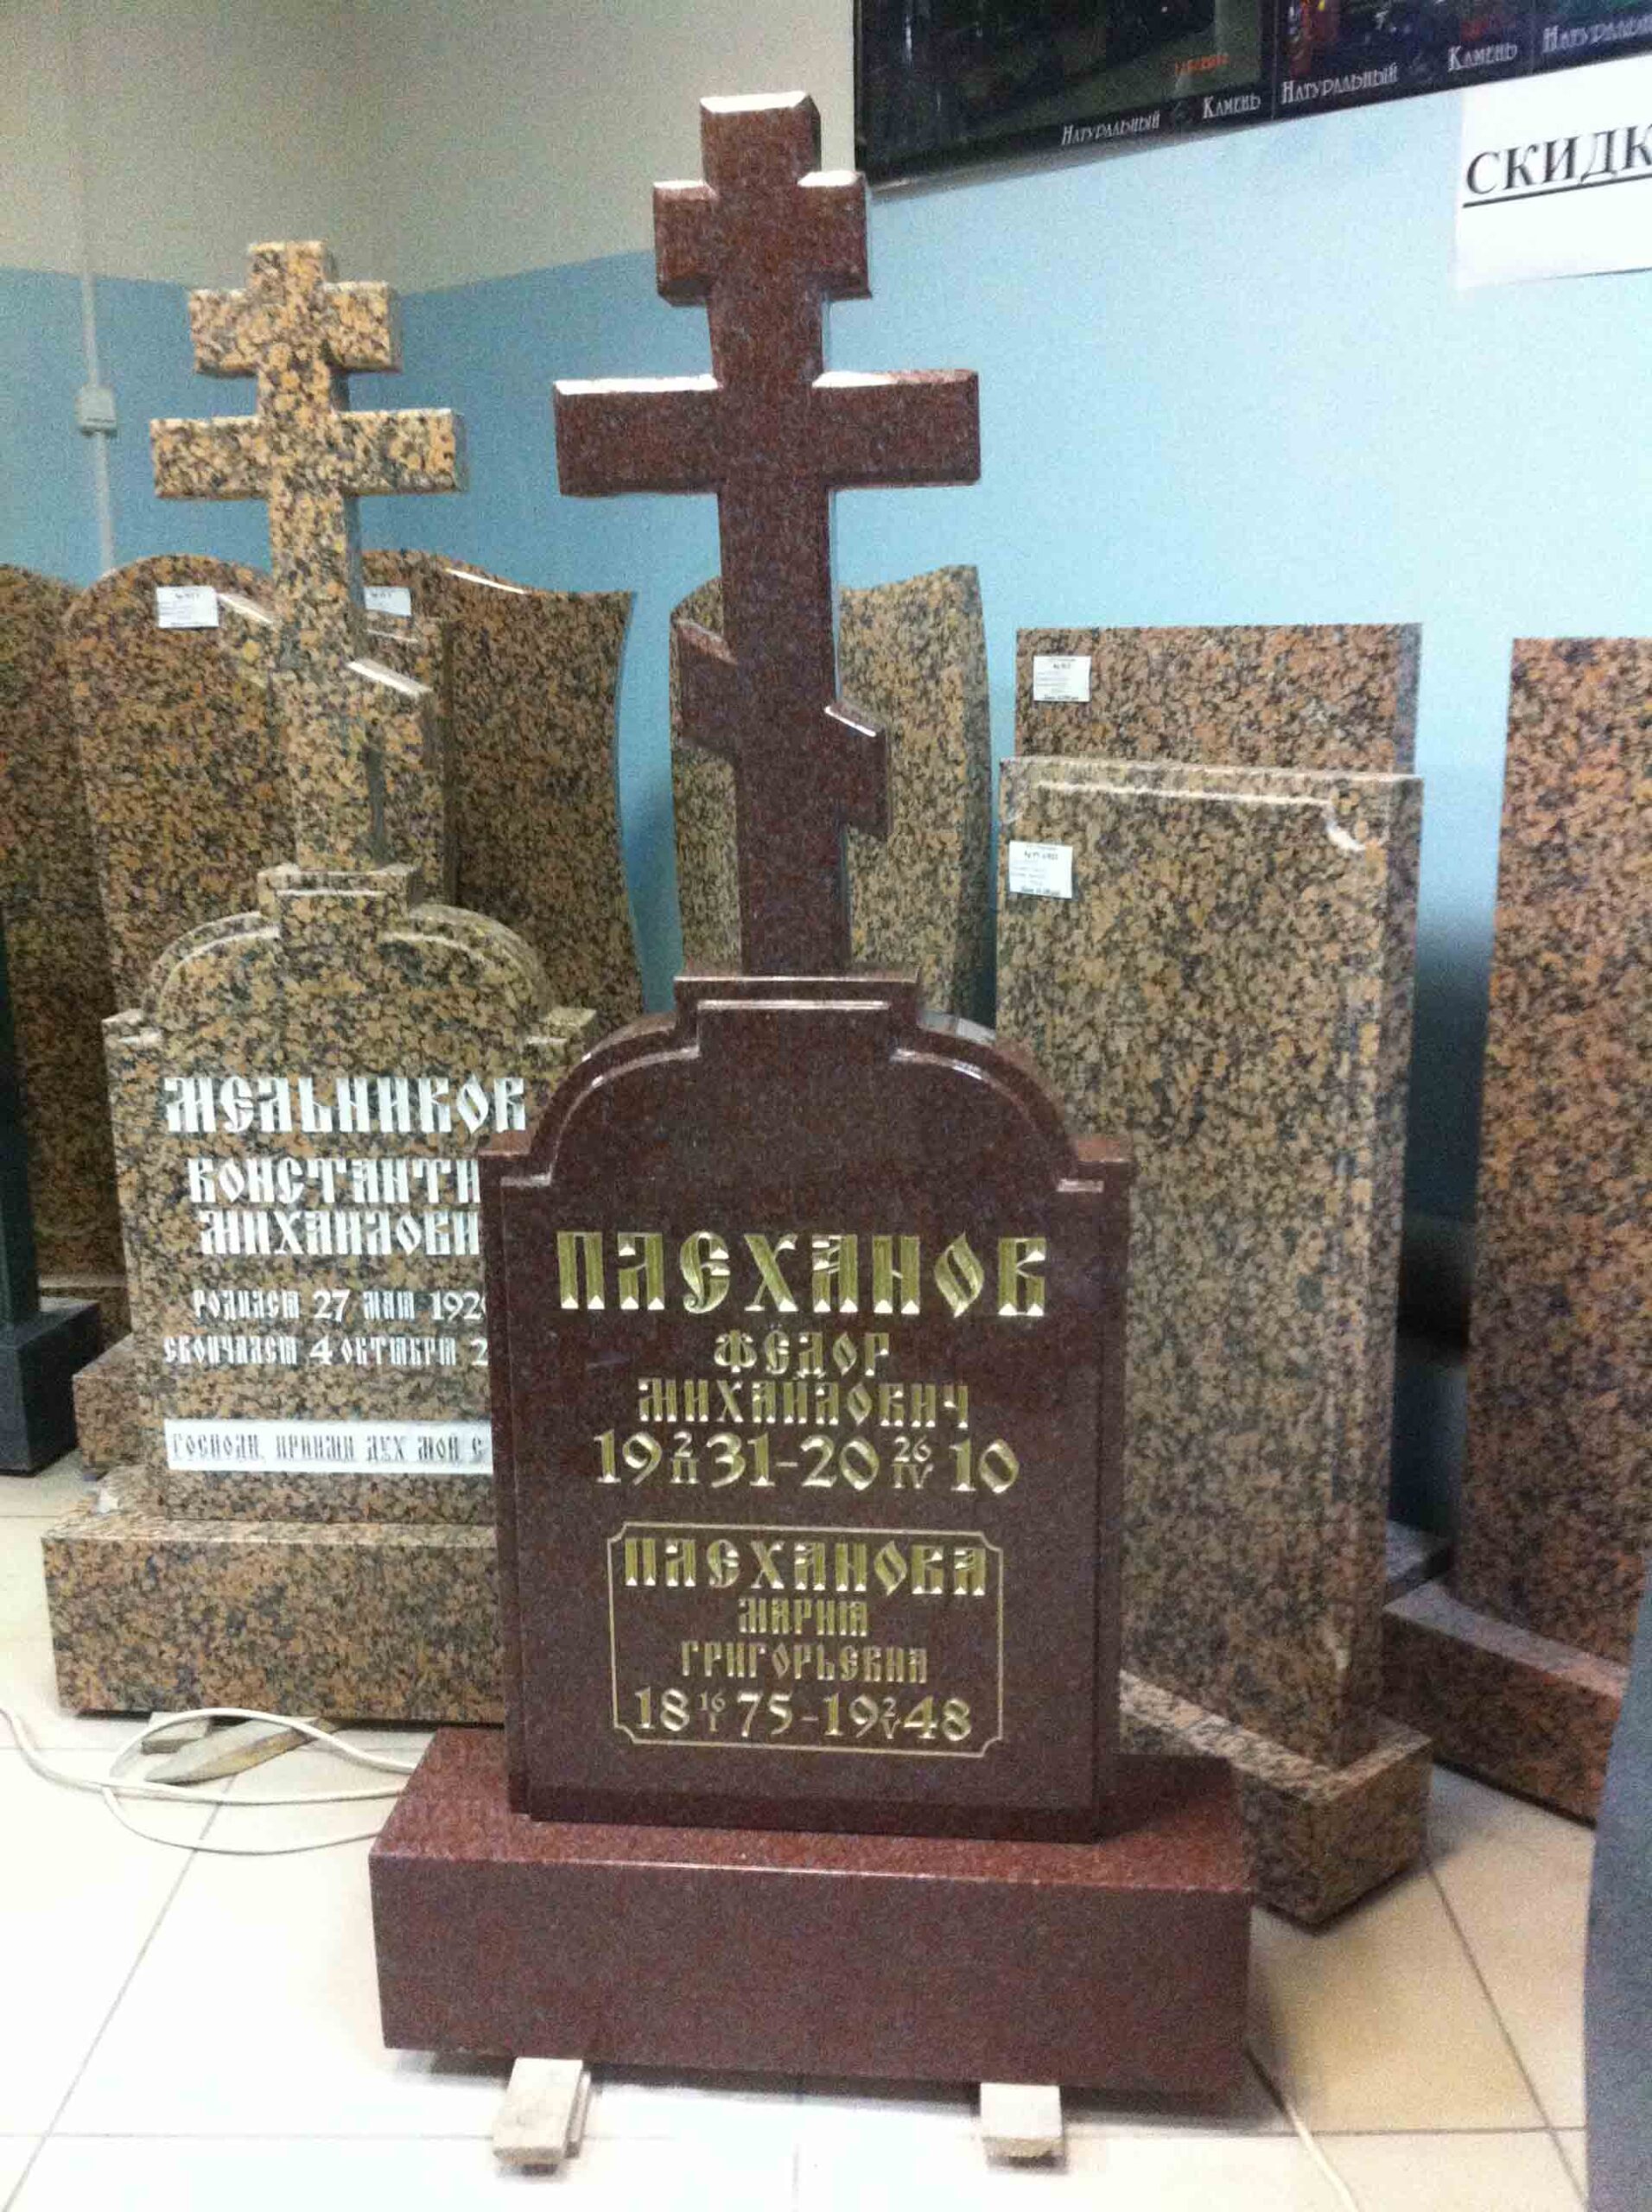 Натуральный Камень
Натуральный Камень
СКИДК
МЕЛЬНИКОВ
КОНСТАНТИ
МИХАЙЛОВИ
РОДИЛСЯ 27 МАЯ 192
СКОНЧАЛСЯ 4 ОКТЯБРЯ 2
ГОСПОДИ, ПРИИМИ ДУХ МОЙ С
ПЛЕХАНОВ
ФЁДОР
МИХАЙЛОВИЧ
19 2/II 31-20 26/IV 10
ПЛЕХАНОВА
МАРИЯ
ГРИГОРЬЕВНА
18 16/I 75-19 2/V 48